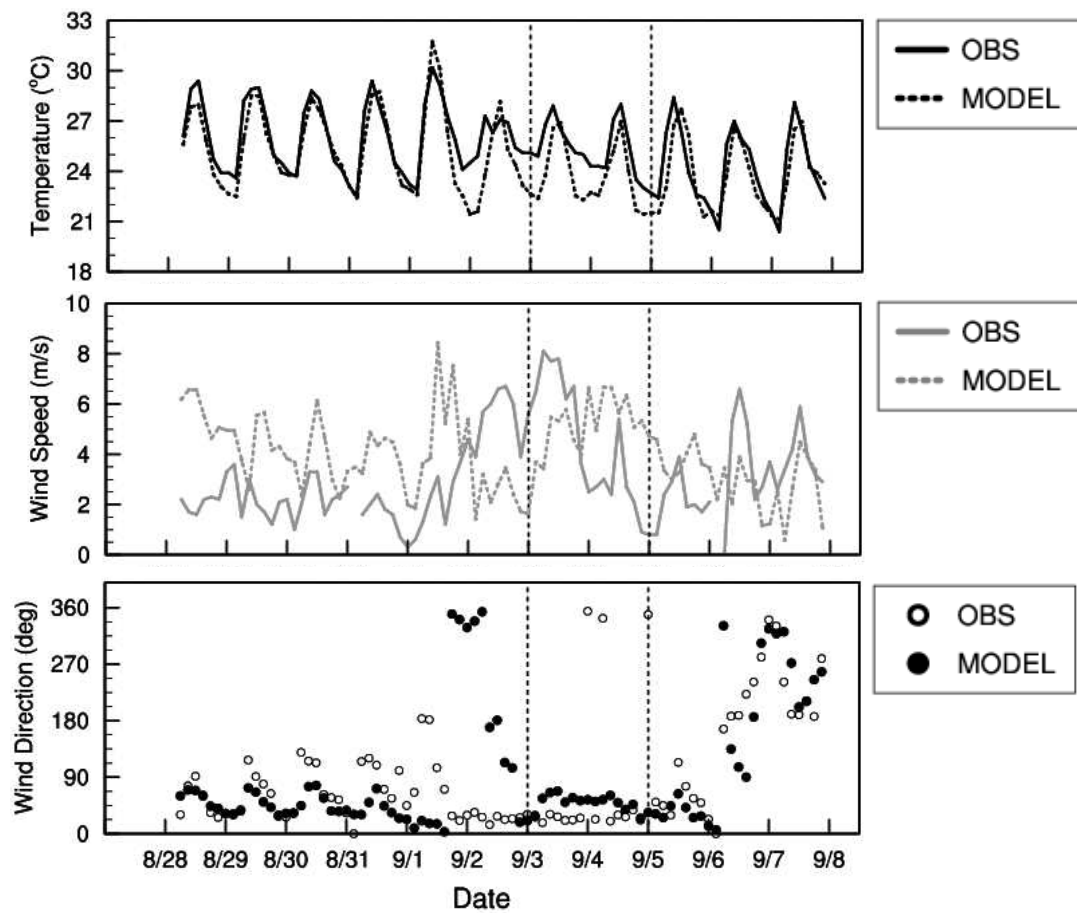 33
30
27
24
21
18
Temperature (°C)
OBS
MODEL
10
8
6
4
2
0
Wind Speed (m/s)
OBS
MODEL
360
270
180
90
0
Wind Direction (deg)
OBS
MODEL
8/28 8/29 8/30 8/31 9/1 9/2 9/3 9/4 9/5 9/6 9/7 9/8
Date